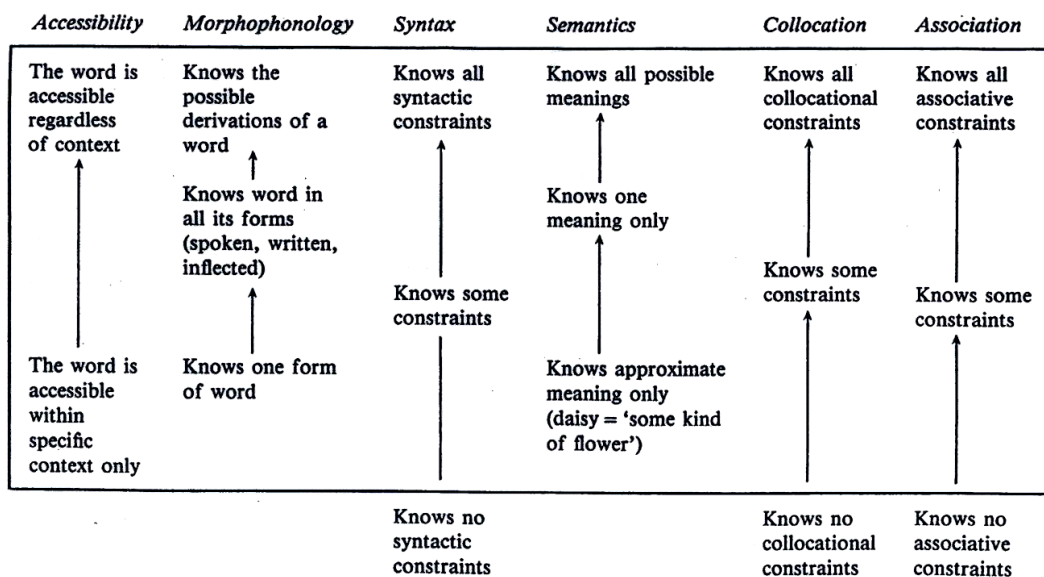 Accessibility Morphophonology Syntax Semantics Collocation Association
The word is
accessible
regardless
of context
The word is
accessible
within
specific
context only
Knows the
possible
derivations of a
word
Knows word in
all its forms
(spoken, written,
inflected)
Knows one form
of word
Knows all
syntactic
constraints
Knows some
constraints
Knows no
syntactic
constraints
Knows all possible
meanings
Knows one
meaning only
Knows approximate
meaning only
(daisy = ‘some kind
of flower’)
Knows all
collocational
constraints
Knows some
constraints
Knows no
collocational
constraints
Knows all
associative
constraints
Knows some
constraints
Knows no
associative
constraints